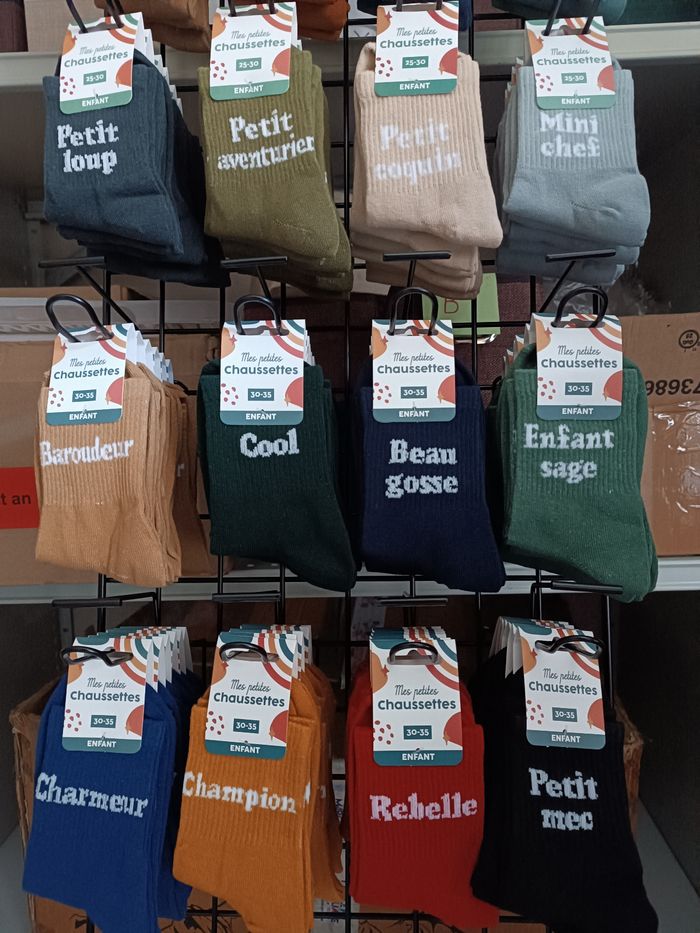 Mes petites
Chaussettes
25-30
ENFANT
Petit
loup
Mes petites
Chaussettes
25-30
ENFANT
Petit
aventurier
Mes petites
Chaussettes
25-30
ENFANT
Petit
coquin
Mes petites
Chaussettes
25-30
ENFANT
Mini
chef
Mes petites
Chaussettes
30-35
ENFANT
Baroudeur
Mes petites
Chaussettes
30-35
ENFANT
Cool
Mes petites
Chaussettes
30-35
ENFANT
Beau
gosse
Mes petites
Chaussettes
30-35
ENFANT
Enfant
sage
B
73686
t an
Mes petites
Chaussettes
30-35
ENFANT
Charmeur
Mes petites
Chaussettes
30-35
ENFANT
Champion
Mes petites
Chaussettes
30-35
ENFANT
Rebelle
Mes petites
Chaussettes
30-35
ENFANT
Petit
mec